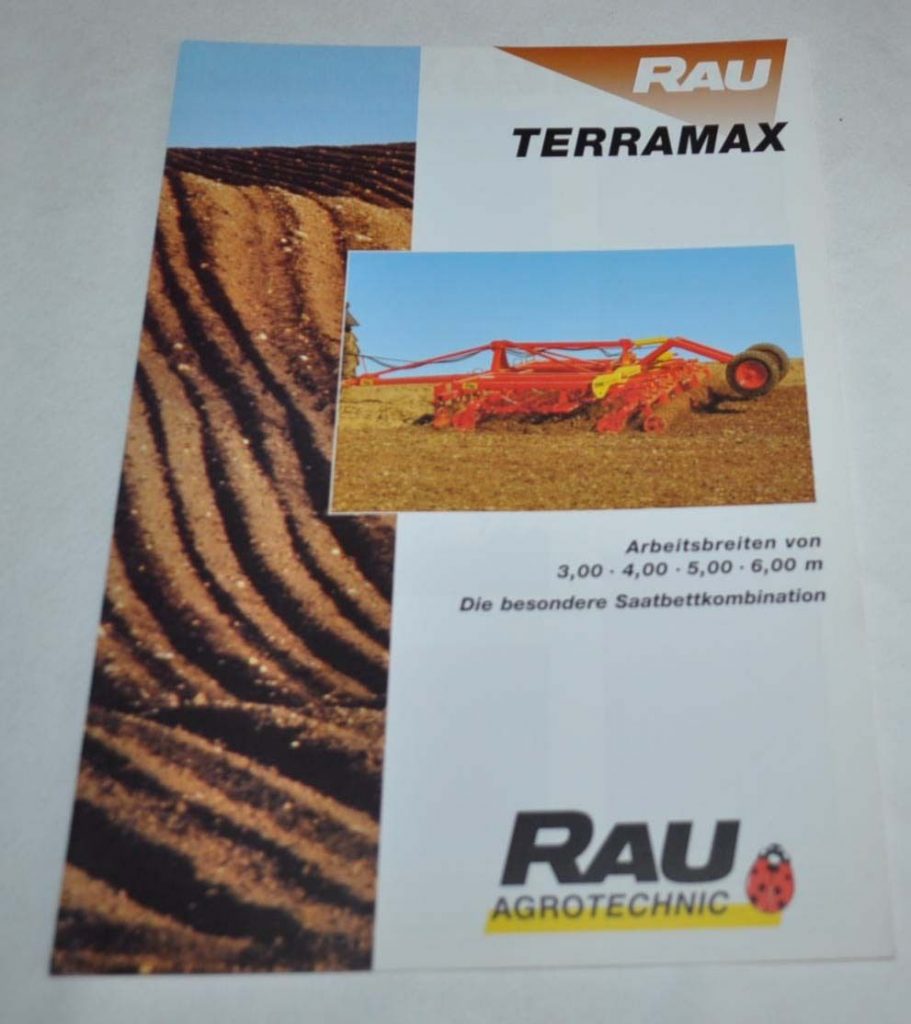 RAU
TERRAMAX
Arbeitsbreiten von
3,00 · 4,00 · 5,00 · 6,00 m
Die besondere Saatbettkombination
RAU
AGROTECHNIC